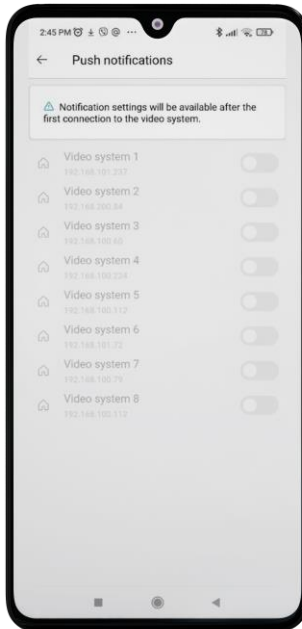 2:45 PM
Push notifications
Notification settings will be available after the
first connection to the video system.
Video system 1
192.168.101.237
Video system 2
192.168.200.84
Video system 3
192.168.100.60
Video system 4
192.168.100.234
Video system 5
192.168.100.112
Video system 6
192.168.101.72
Video system 7
192.168.100.79
Video system 8
192.168.100.112